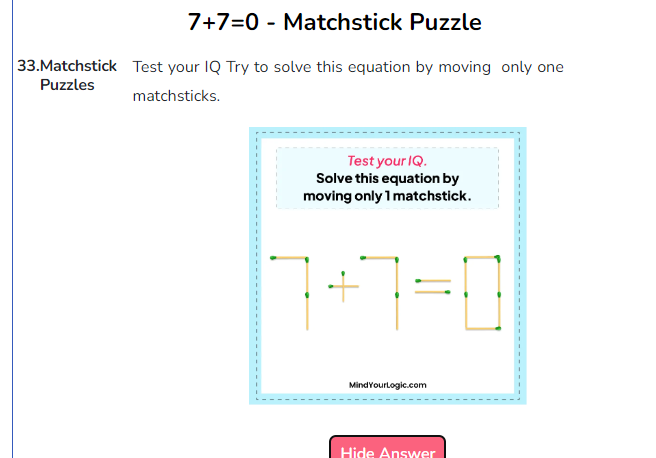 7+7=0 - Matchstick Puzzle
33.Matchstick Puzzles
Test your IQ Try to solve this equation by moving only one
matchsticks.
Test your IQ.
Solve this equation by
moving only 1 matchstick.
7+7=0
MindYourLogic.com
Hide Answer